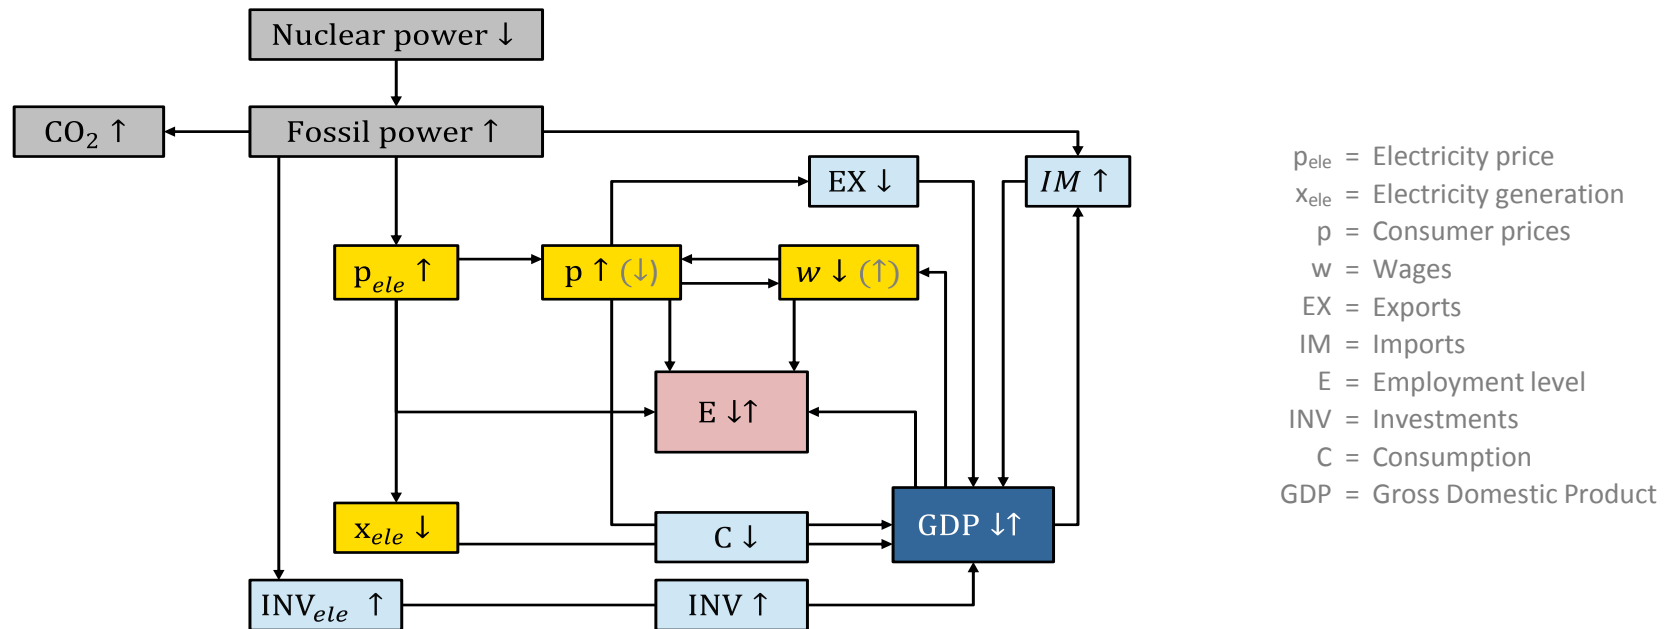 Nuclear power ↓
CO₂ ↑
Fossil power ↑
EX ↓
IM ↑
pₑₗₑ ↑
p ↑ (↓)
w ↓ (↑)
E ↓↑
xₑₗₑ ↓
C ↓
GDP ↓↑
INVₑₗₑ ↑
INV ↑
pₑₗₑ = Electricity price
xₑₗₑ = Electricity generation
p = Consumer prices
w = Wages
EX = Exports
IM = Imports
E = Employment level
INV = Investments
C = Consumption
GDP = Gross Domestic Product